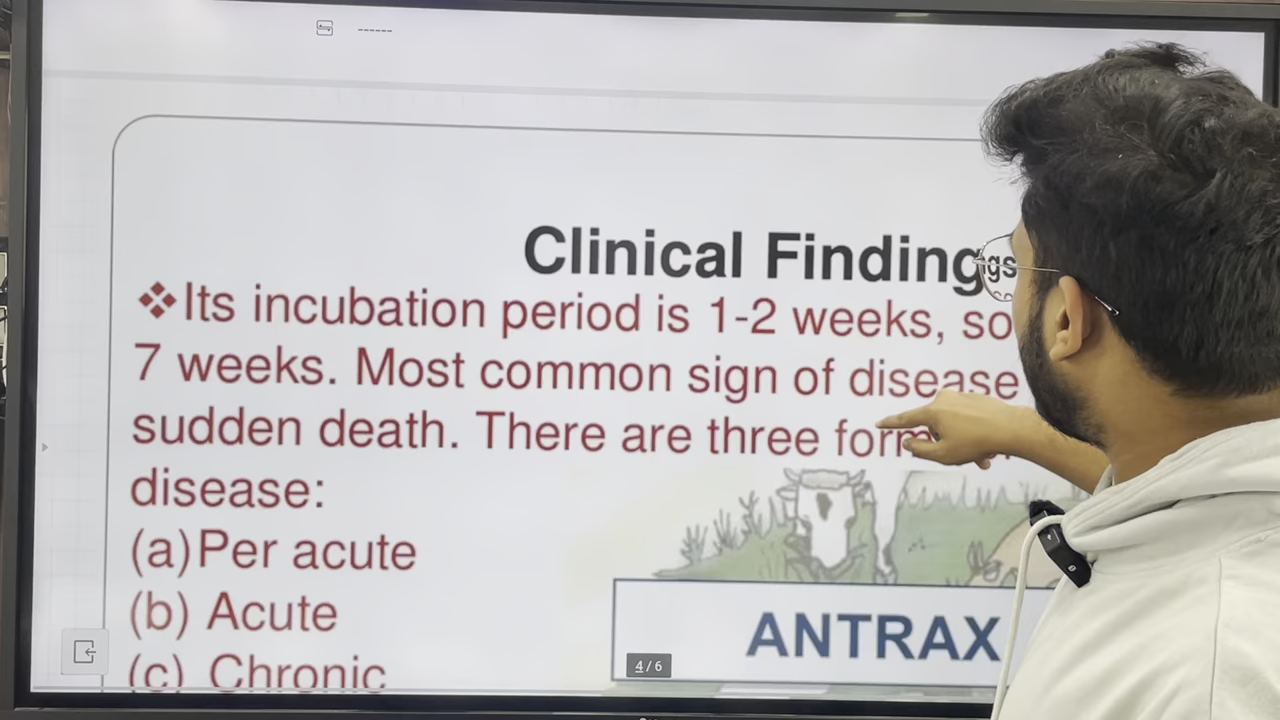 Clinical Findings
❖Its incubation period is 1-2 weeks, so
7 weeks. Most common sign of disease
sudden death. There are three form
disease:
(a)Per acute
(b) Acute
(c) Chronic
ANTRAX
4/6